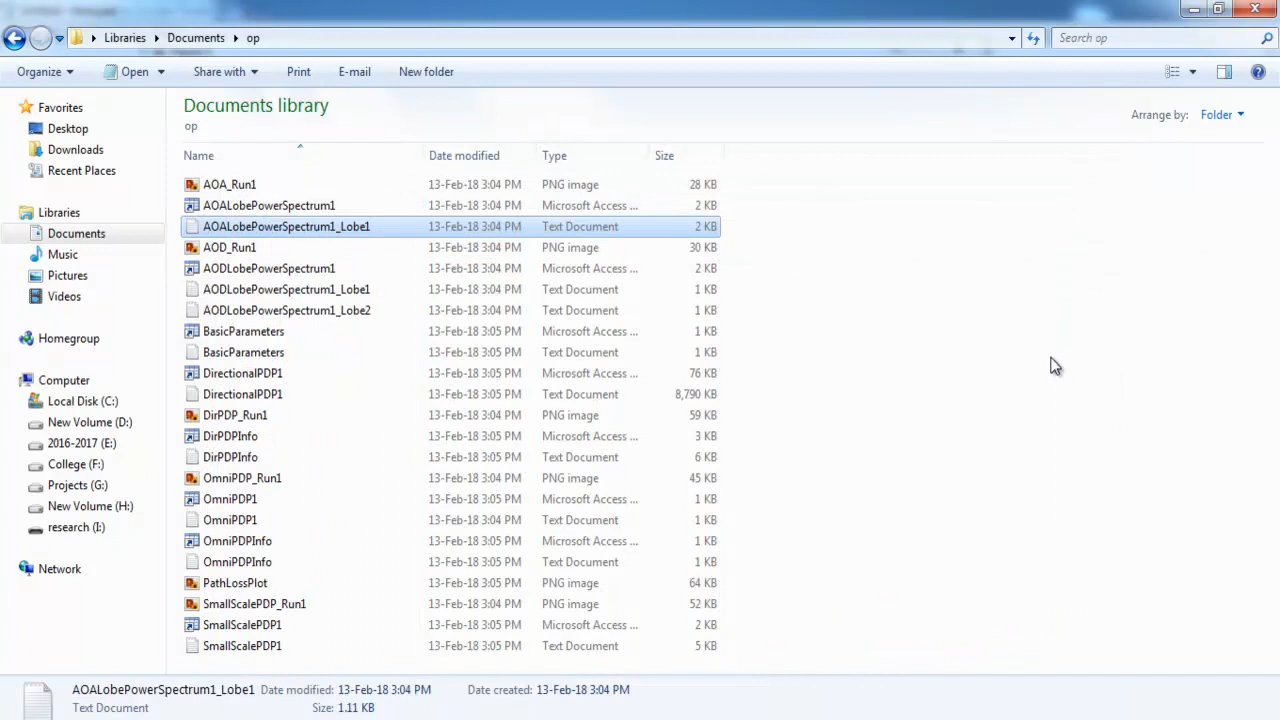 Libraries Documents op
Search op
Organize Open Share with Print E-mail New folder
Favorites
Desktop
Downloads
Recent Places
Libraries
Documents
Music
Pictures
Videos
Homegroup
Computer
Local Disk (C:)
New Volume (D:)
2016-2017 (E:)
College (F:)
Projects (G:)
New Volume (H:)
research (I:)
Network
Documents library
op
Arrange by: Folder
Name Date modified Type Size
AOA_Run1 13-Feb-18 3:04 PM PNG image 28 KB
AOALobePowerSpectrum1 13-Feb-18 3:04 PM Microsoft Access ... 2 KB
AOALobePowerSpectrum1_Lobe1 13-Feb-18 3:04 PM Text Document 2 KB
AOD_Run1 13-Feb-18 3:04 PM PNG image 30 KB
AODLobePowerSpectrum1 13-Feb-18 3:04 PM Microsoft Access ... 2 KB
AODLobePowerSpectrum1_Lobe1 13-Feb-18 3:04 PM Text Document 1 KB
AODLobePowerSpectrum1_Lobe2 13-Feb-18 3:04 PM Text Document 1 KB
BasicParameters 13-Feb-18 3:05 PM Microsoft Access ... 1 KB
BasicParameters 13-Feb-18 3:05 PM Text Document 1 KB
DirectionalPDP1 13-Feb-18 3:05 PM Microsoft Access ... 76 KB
DirectionalPDP1 13-Feb-18 3:05 PM Text Document 8,790 KB
DirPDP_Run1 13-Feb-18 3:05 PM PNG image 59 KB
DirPDPInfo 13-Feb-18 3:05 PM Microsoft Access ... 3 KB
DirPDPInfo 13-Feb-18 3:05 PM Text Document 6 KB
OmniPDP_Run1 13-Feb-18 3:04 PM PNG image 45 KB
OmniPDP1 13-Feb-18 3:04 PM Microsoft Access ... 1 KB
OmniPDP1 13-Feb-18 3:04 PM Text Document 1 KB
OmniPDPInfo 13-Feb-18 3:05 PM Microsoft Access ... 1 KB
OmniPDPInfo 13-Feb-18 3:05 PM Text Document 1 KB
PathLossPlot 13-Feb-18 3:05 PM PNG image 64 KB
SmallScalePDP_Run1 13-Feb-18 3:04 PM PNG image 52 KB
SmallScalePDP1 13-Feb-18 3:04 PM Microsoft Access ... 2 KB
SmallScalePDP1 13-Feb-18 3:04 PM Text Document 5 KB
AOALobePowerSpectrum1_Lobe1 Date modified: 13-Feb-18 3:04 PM Date created: 13-Feb-18 3:04 PM
Text Document Size: 1.11 KB